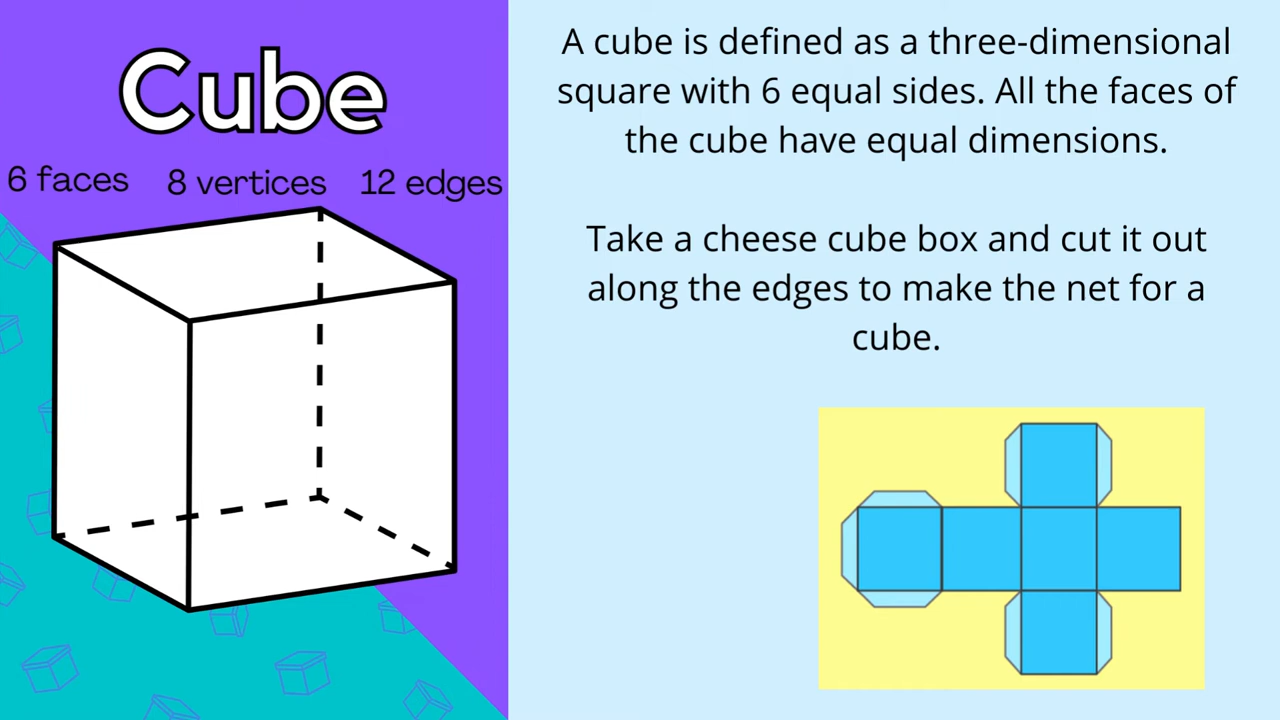 Cube
6 faces 8 vertices 12 edges
A cube is defined as a three-dimensional
square with 6 equal sides. All the faces of
the cube have equal dimensions.
Take a cheese cube box and cut it out
along the edges to make the net for a
cube.